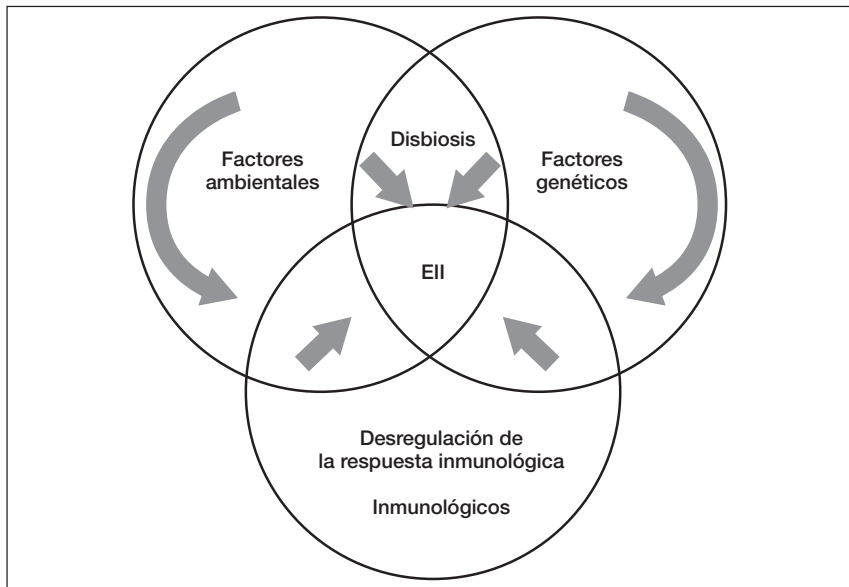 Disbiosis
Factores
ambientales
Factores
genéticos
EII
Desregulación de
la respuesta inmunológica
Inmunológicos